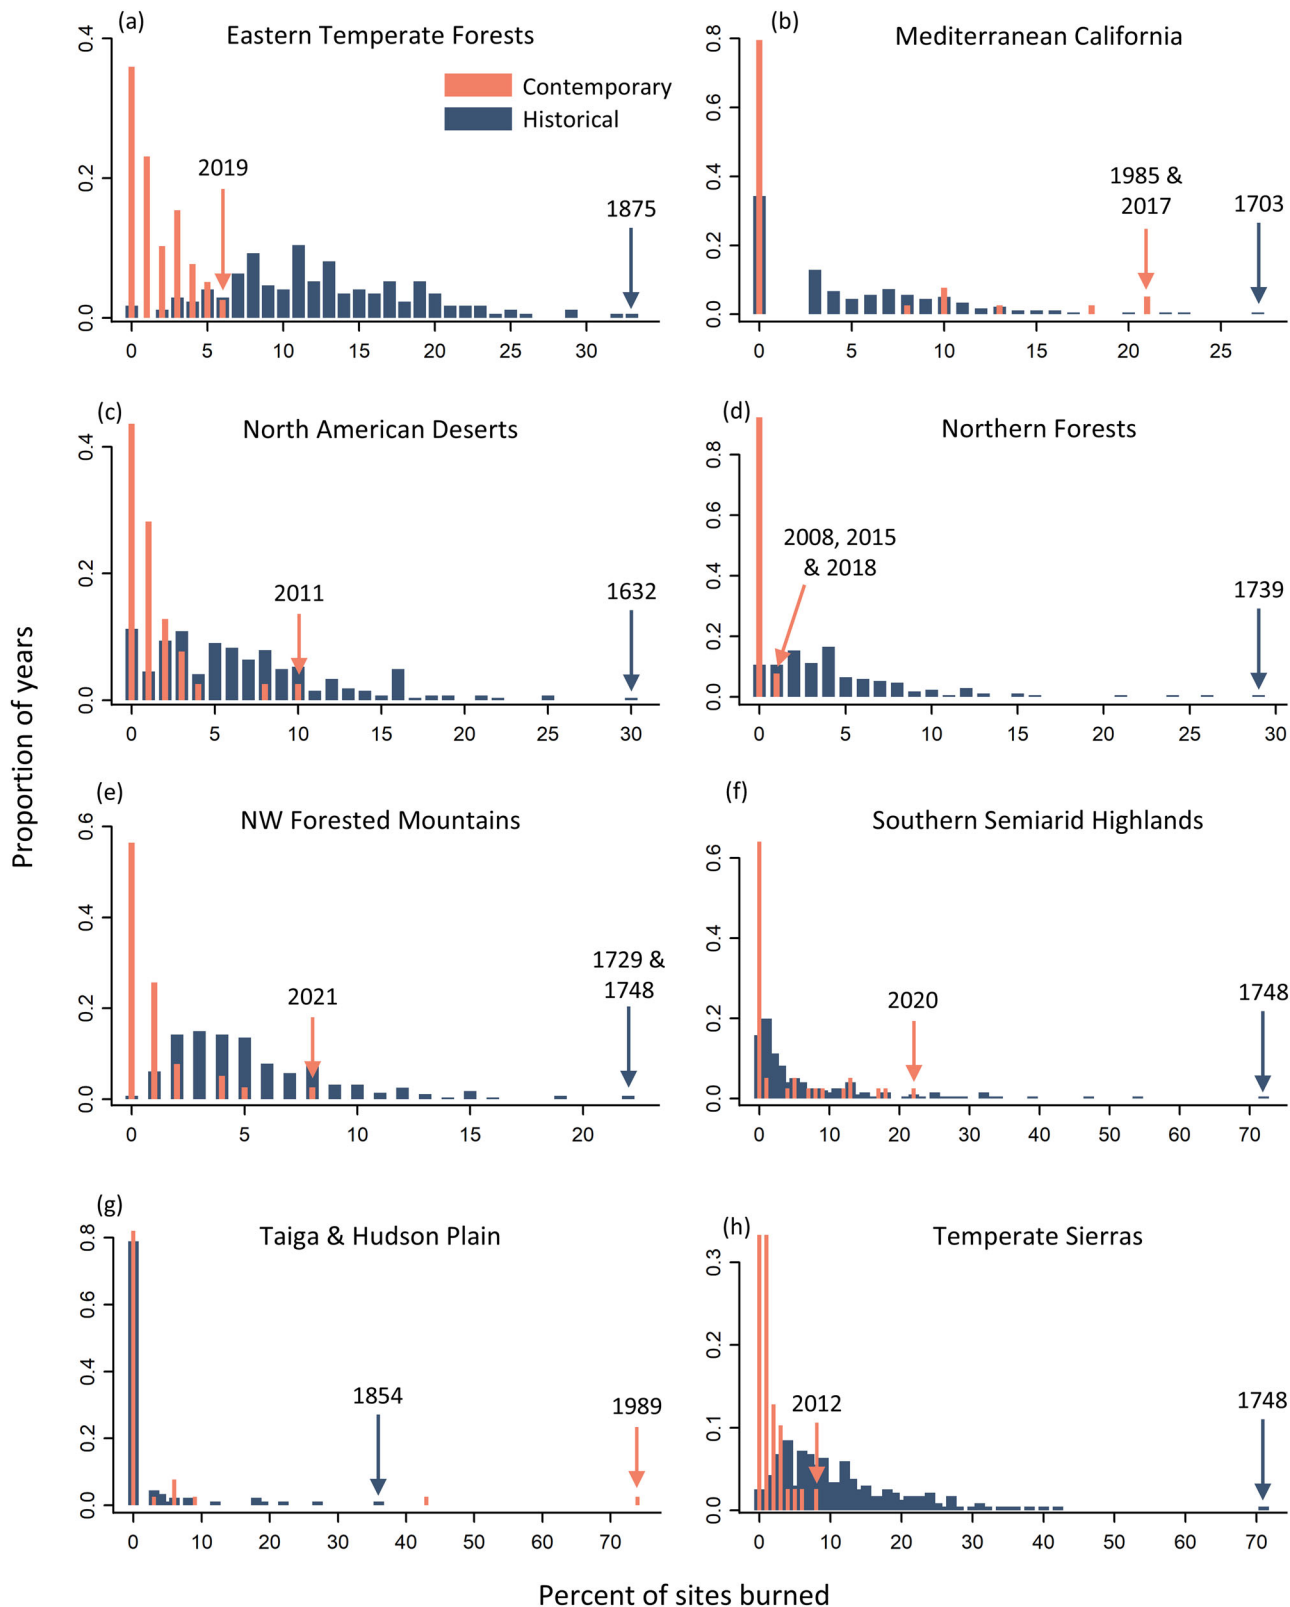 (a)
Eastern Temperate Forests
Contemporary
Historical
2019
1875
0.0
0.2
0.4
0 5 10 15 20 25 30
(b)
Mediterranean California
1985 &
2017
1703
0.0 0.2 0.4 0.6 0.8
0 5 10 15 20 25
(c)
North American Deserts
2011
1632
0.0 0.2 0.4
0 5 10 15 20 25 30
(d)
Northern Forests
2008, 2015
& 2018
1739
0.0 0.2 0.4 0.6 0.8
0 5 10 15 20 25 30
Proportion of years
(e)
NW Forested Mountains
2021
1729 &
1748
0.0 0.2 0.4 0.6
0 5 10 15 20
(f)
Southern Semiarid Highlands
2020
1748
0.0 0.2 0.4 0.6
0 10 20 30 40 50 60 70
(g)
Taiga & Hudson Plain
1854
1989
0.0 0.2 0.4 0.6 0.8
0 10 20 30 40 50 60 70
(h)
Temperate Sierras
2012
1748
0.0 0.1 0.2 0.3
0 10 20 30 40 50 60 70
Percent of sites burned